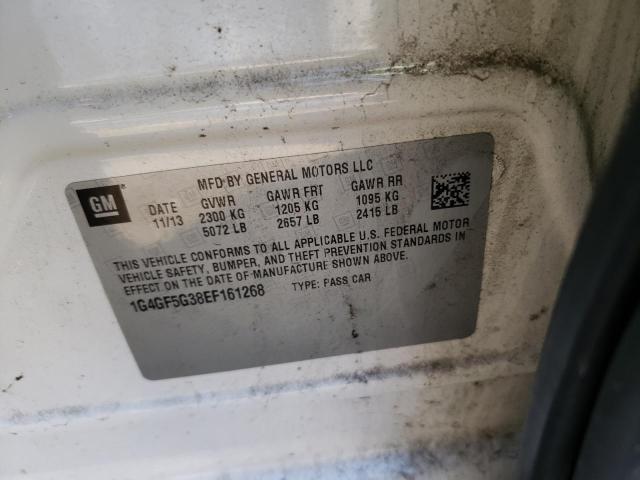 GM
MFD BY GENERAL MOTORS LLC
DATE GVWR GAWR FRT GAWR RR
11/13 2300 KG 1205 KG 1095 KG
5072 LB 2657 LB 2415 LB
THIS VEHICLE CONFORMS TO ALL APPLICABLE U.S. FEDERAL MOTOR
VEHICLE SAFETY, BUMPER, AND THEFT PREVENTION STANDARDS IN
EFFECT ON THE DATE OF MANUFACTURE SHOWN ABOVE.
1G4GF5G38EF161268 TYPE: PASS CAR